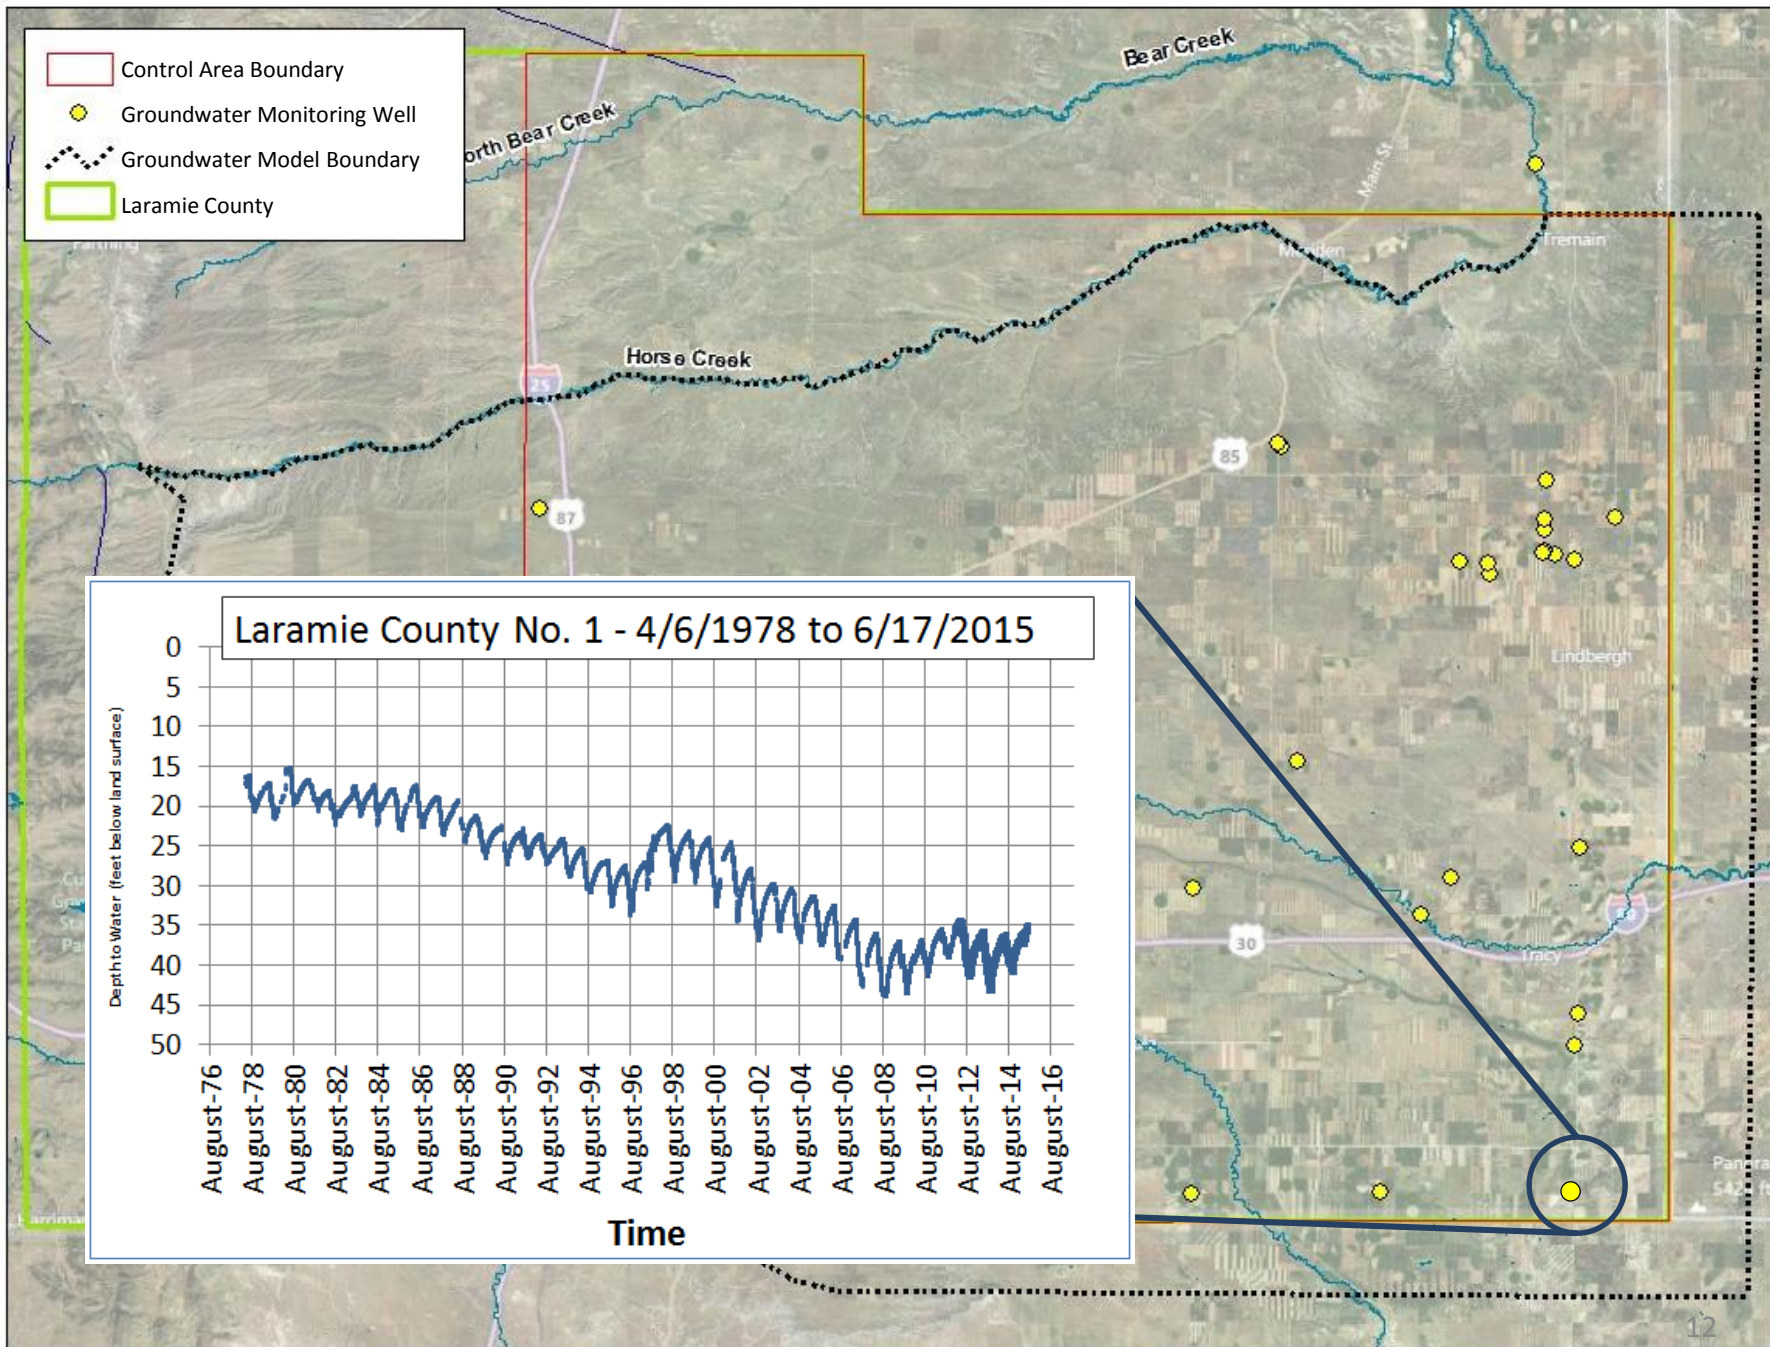 Control Area Boundary
Groundwater Monitoring Well
Groundwater Model Boundary
Laramie County
Bear Creek
orth Bear Creek
Main St
Tremain
Horse Creek
25
85
87
Lindbergh
30
Tracy
Laramie County No. 1 - 4/6/1978 to 6/17/2015
Depth to Water (feet below land surface)
0
5
10
15
20
25
30
35
40
45
50
August-76
August-78
August-80
August-82
August-84
August-86
August-88
August-90
August-92
August-94
August-96
August-98
August-00
August-02
August-04
August-06
August-08
August-10
August-12
August-14
August-16
Time
12